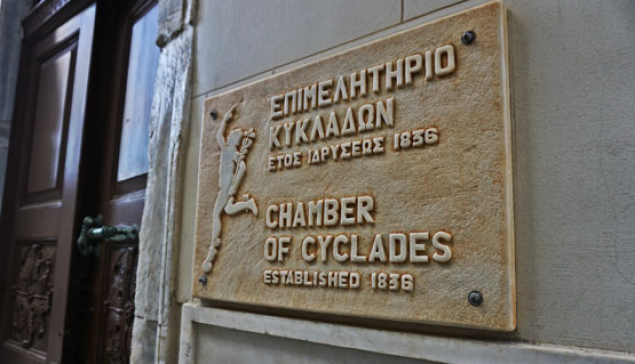 ΕΠΙΜΕΛΗΤΗΡΙΟ
ΚΥΚΛΑΔΩΝ
ΕΤΟΣ ΙΔΡΥΣΕΩΣ 1836
CHAMBER
OF CYCLADES
ESTABLISHED 1836